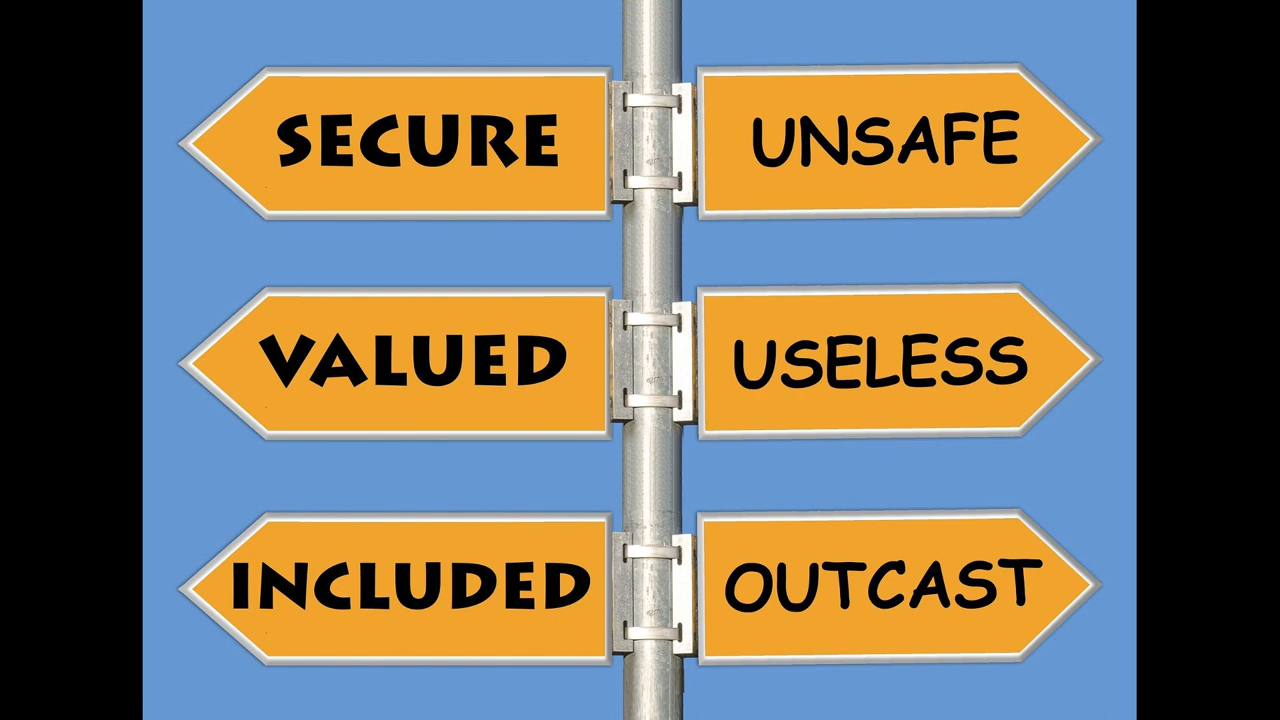 SECURE
UNSAFE
VALUED
USELESS
INCLUDED
OUTCAST